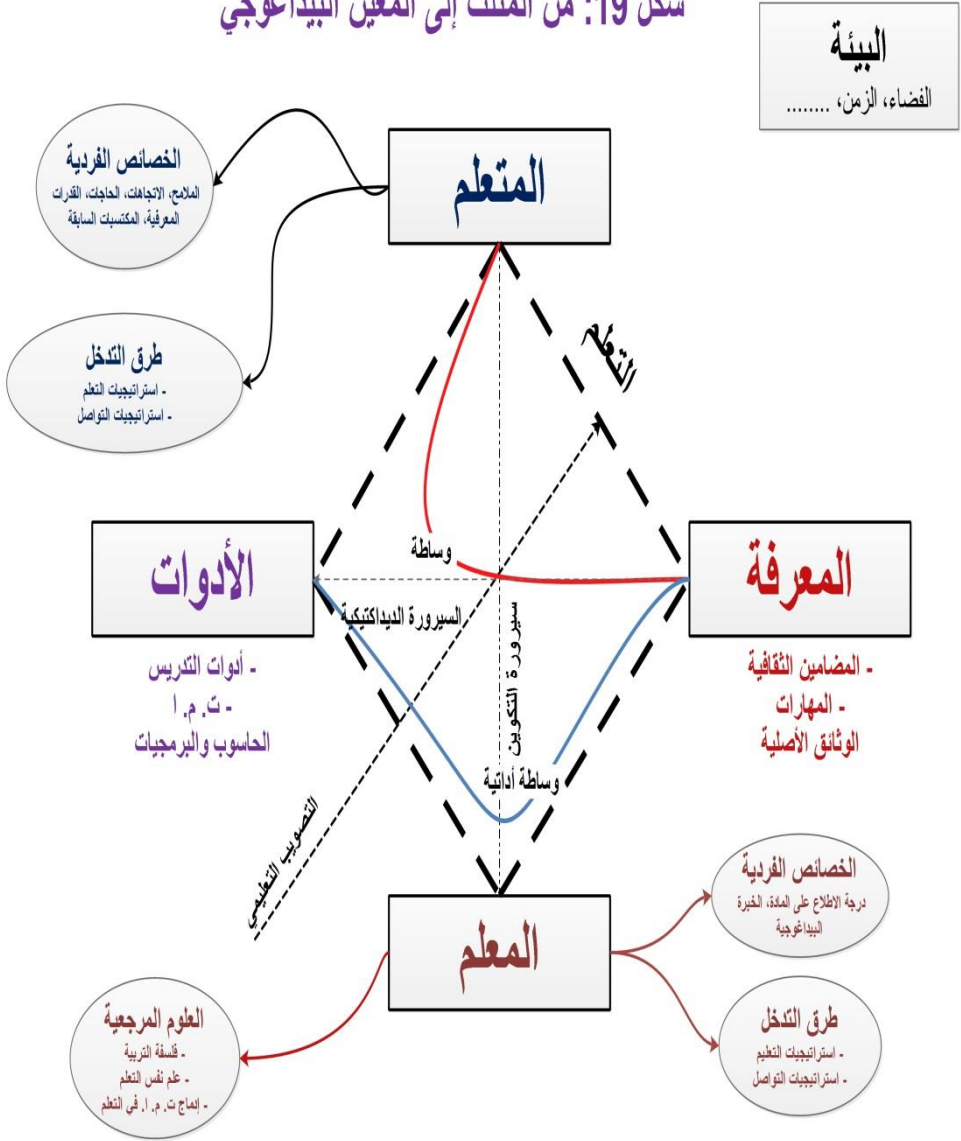 شكل 19: من المثلث إلى المعين البيداغوجي
البيئة
الفضاء، الزمن، ........
المتعلم
الخصائص الفردية
الملامح، الاتجاهات، الحاجات، القدرات
المعرفية، المكتسبات السابقة
طرق التدخل
- استراتيجيات التعلم
- استراتيجيات التواصل
التعلم
المعرفة
- المضامين الثقافية
- المهارات
الوثائق الأصلية
وساطة
السيرورة الديداكتيكية
سيرورة التكوين
وساطة أداتية
الأدوات
- أدوات التدريس
- ت. م. ا
الحاسوب والبرمجيات
التصويب التعليمي
المعلم
الخصائص الفردية
درجة الاطلاع على المادة، الخبرة
البيداغوجية
طرق التدخل
- استراتيجيات التعليم
- استراتيجيات التواصل
العلوم المرجعية
- فلسفة التربية
- علم نفس التعلم
- إدماج ت. م. ا. في التعلم